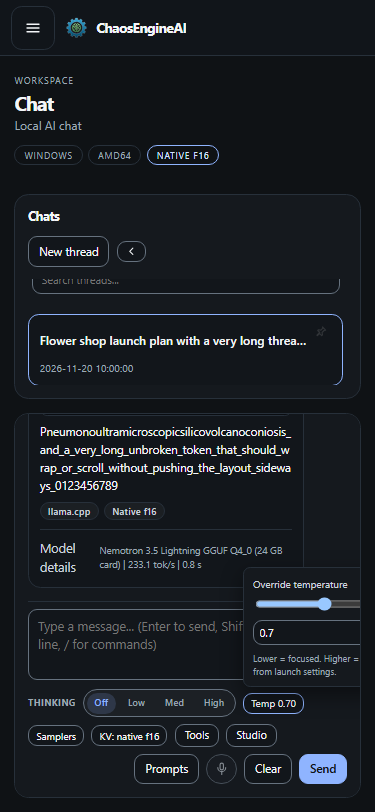 ChaosEngineAI
WORKSPACE
Chat
Local AI chat
WINDOWS
AMD64
NATIVE F16
Chats
New thread
Search threads...
Flower shop launch plan with a very long threa...
2026-11-20 10:00:00
Pneumonoultramicroscopicsilicovolcanoconiosis_
and_a_very_long_unbroken_token_that_should_w
rap_or_scroll_without_pushing_the_layout_sidewa
ys_0123456789
llama.cpp
Native f16
Model
details
Nemotron 3.5 Lightning GGUF Q4_0 (24 GB
card) | 233.1 tok/s | 0.8 s
Override temperature
0.7
Lower = focused. Higher =
from launch settings.
Type a message... (Enter to send, Shif
line, / for commands)
THINKING
Off
Low
Med
High
Temp 0.70
Samplers
KV: native f16
Tools
Studio
Prompts
Clear
Send